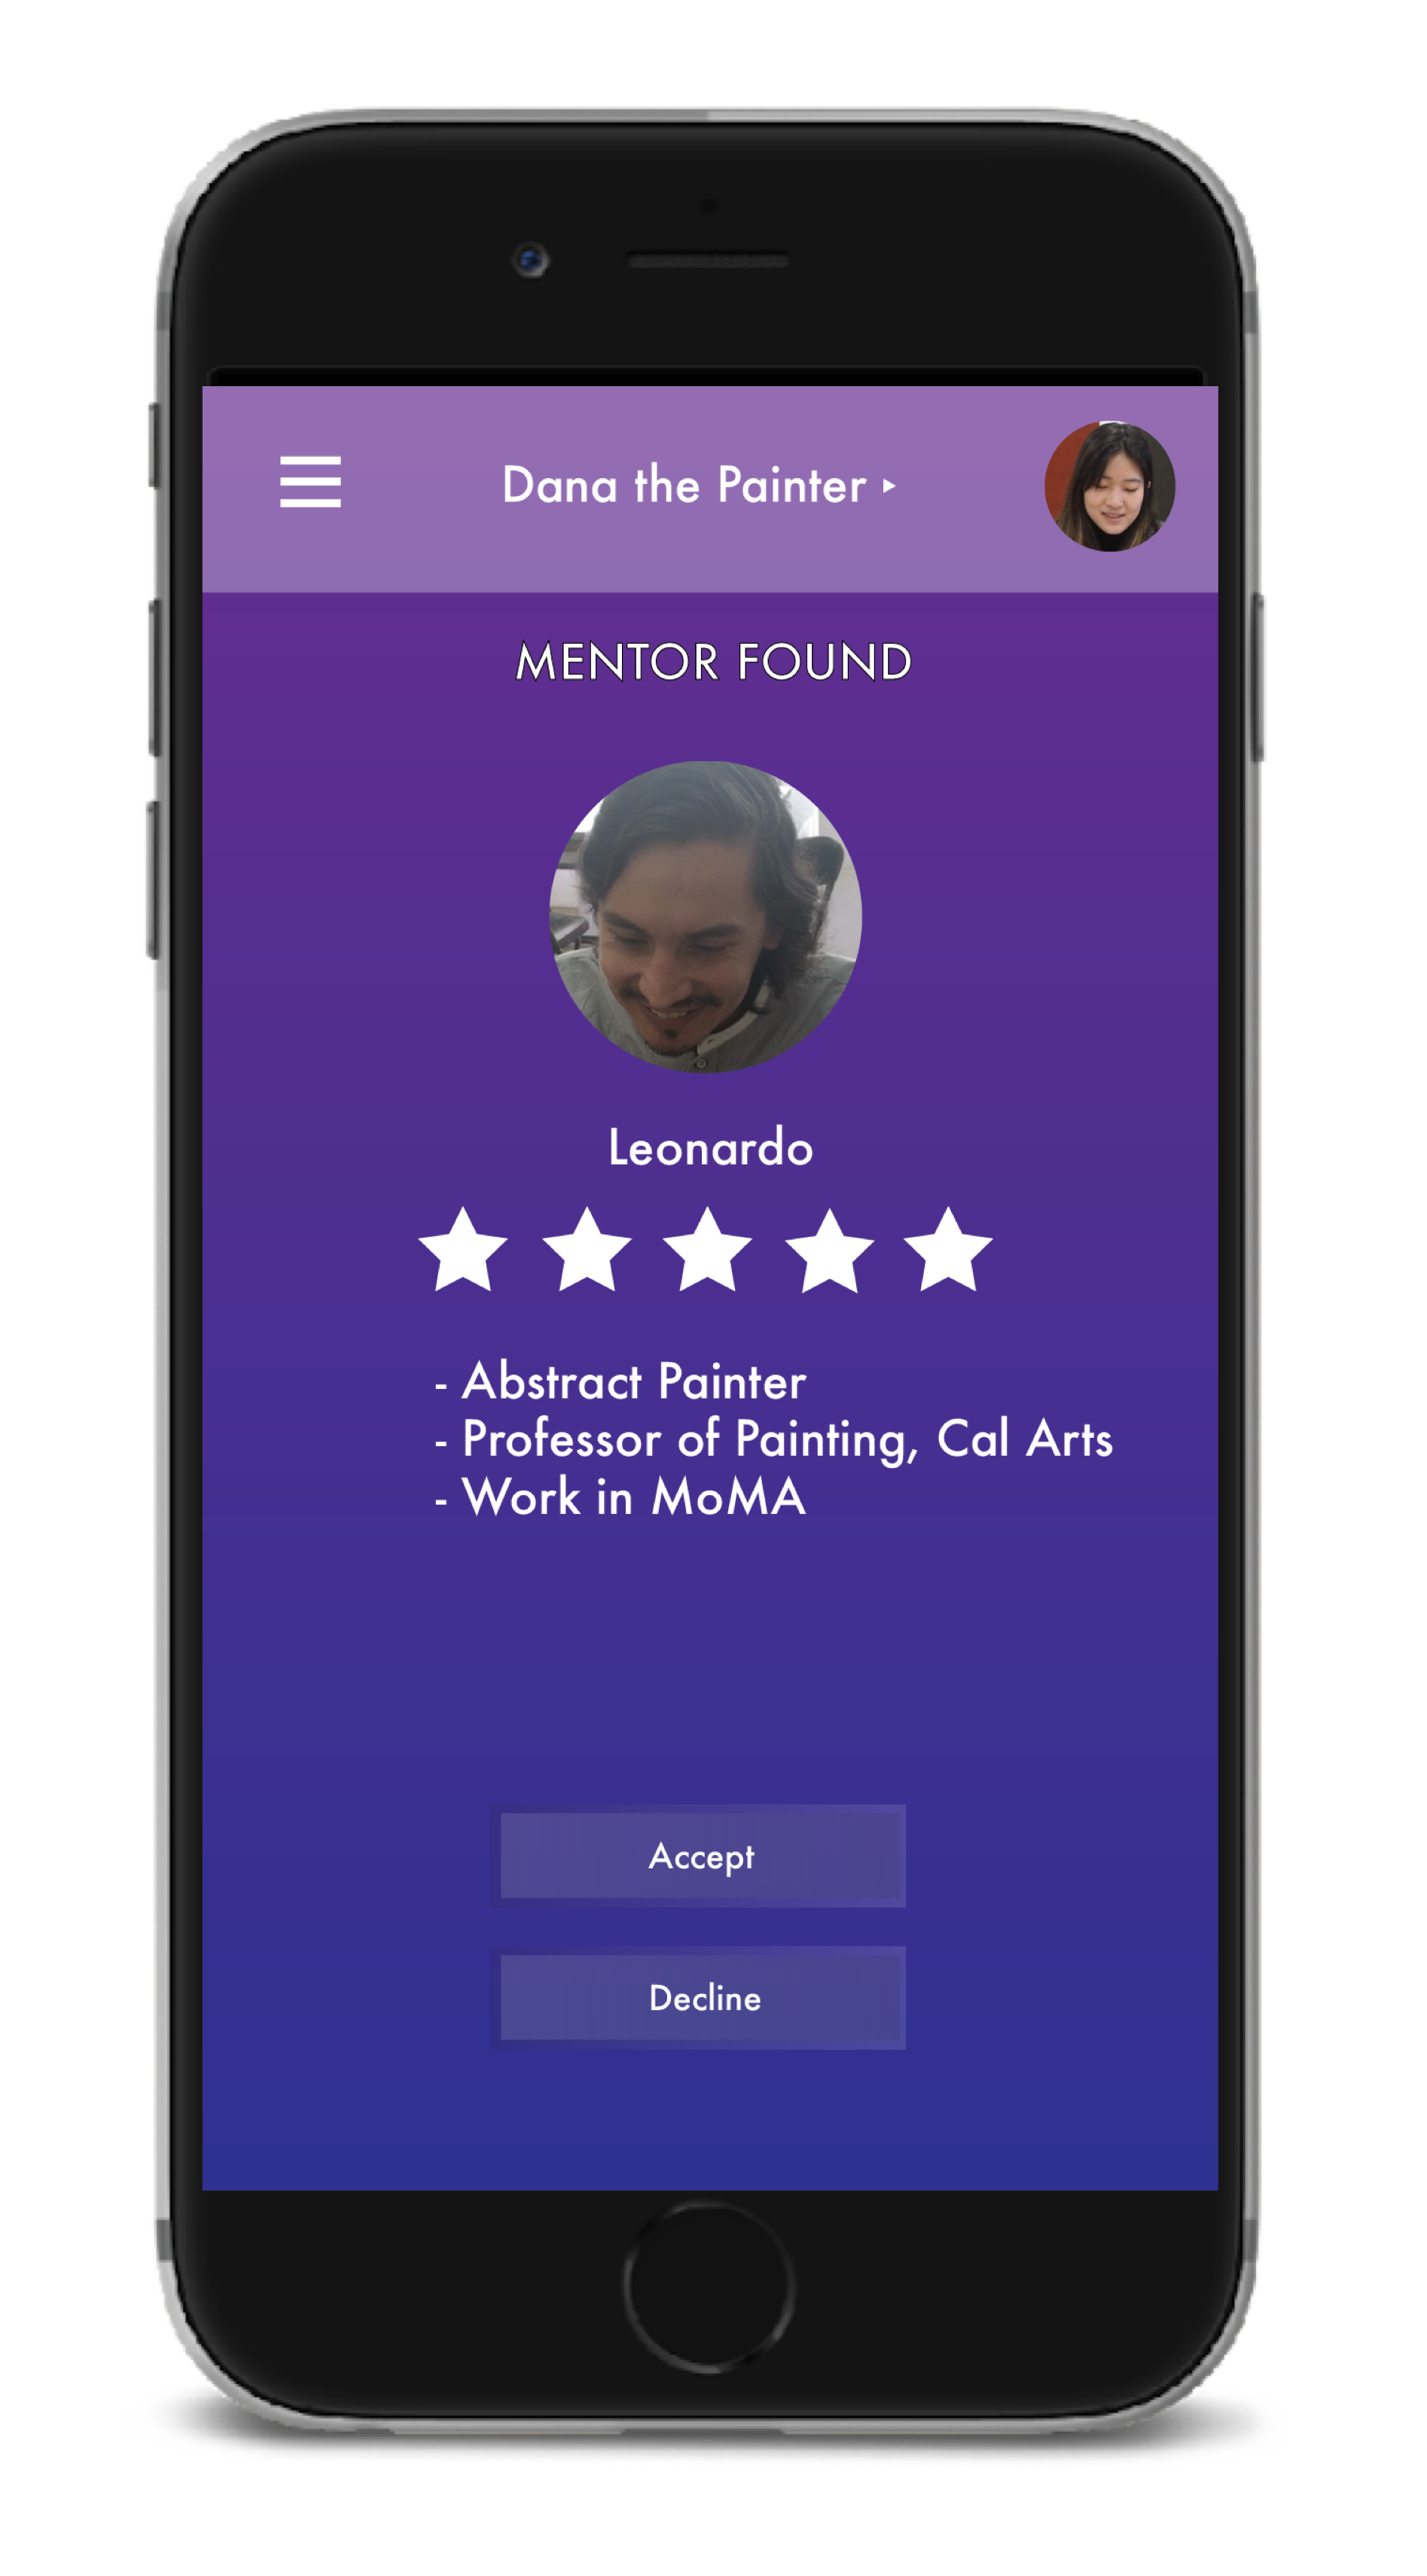 Dana the Painter
MENTOR FOUND
Leonardo
- Abstract Painter
- Professor of Painting, Cal Arts
- Work in MoMA
Accept
Decline